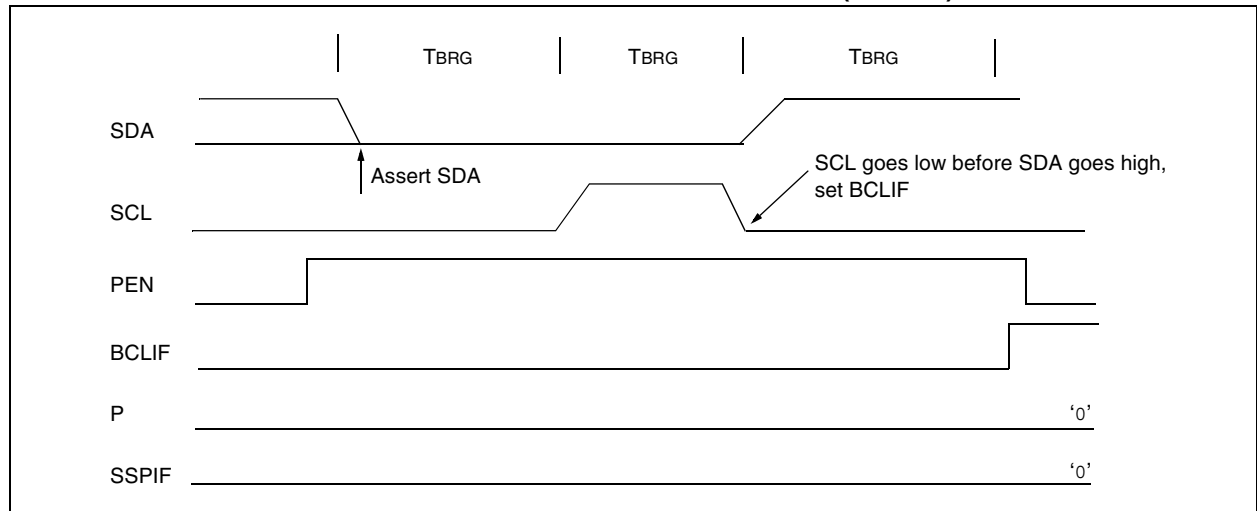 TBRG TBRG TBRG
SDA
Assert SDA
SCL goes low before SDA goes high,
set BCLIF
SCL
PEN
BCLIF
P
'0'
SSPIF
'0'